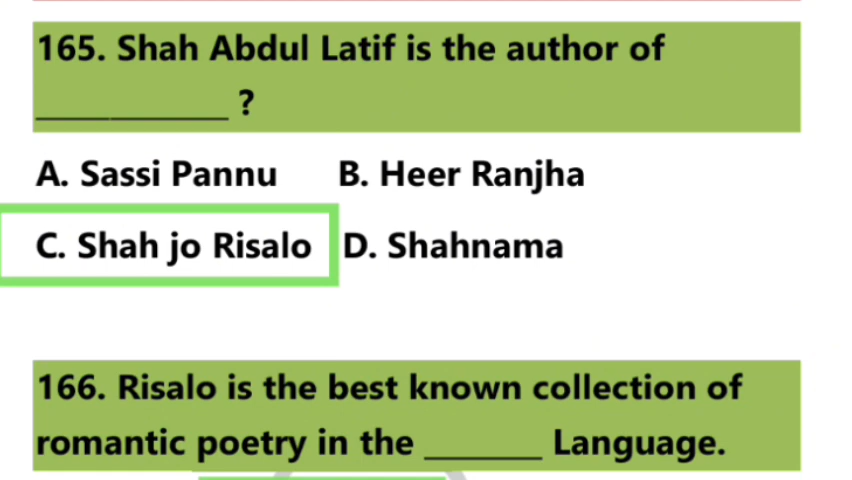 165. Shah Abdul Latif is the author of
____________ ?
A. Sassi Pannu B. Heer Ranjha
C. Shah jo Risalo D. Shahnama
166. Risalo is the best known collection of
romantic poetry in the ________ Language.